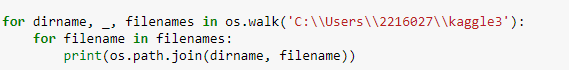 for dirname, _, filenames in os.walk('C:\\Users\\2216027\\kaggle3'):
    for filename in filenames:
        print(os.path.join(dirname, filename))